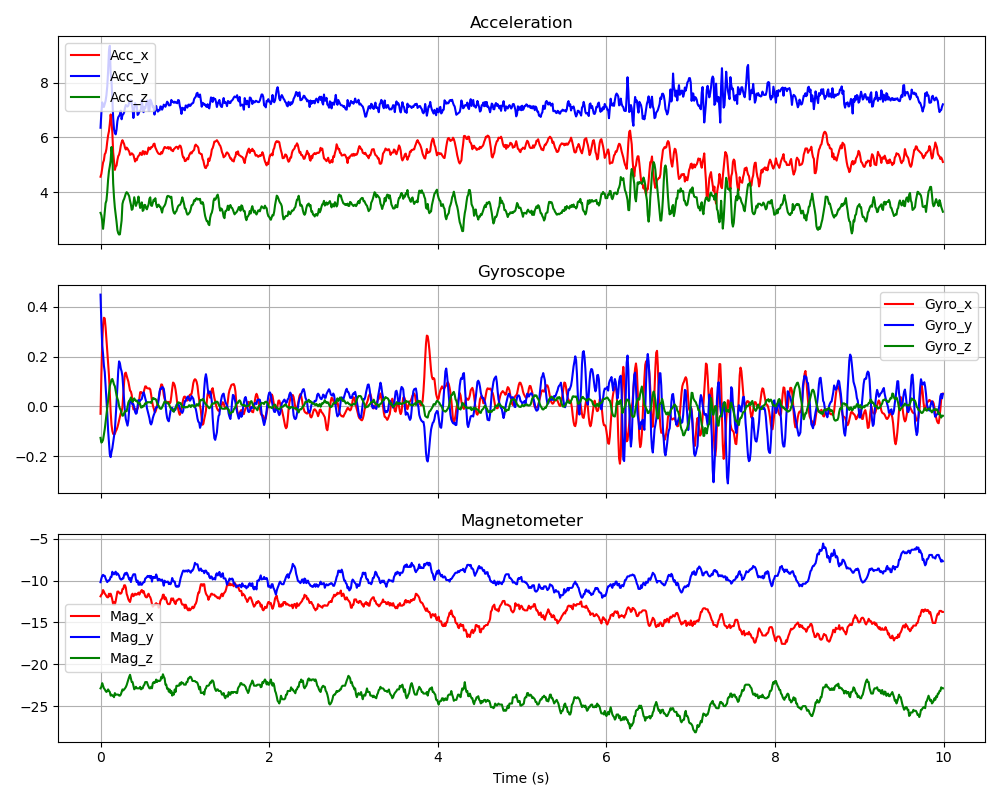 Acceleration
Acc_x
Acc_y
Acc_z
8
6
4
Gyroscope
Gyro_x
Gyro_y
Gyro_z
0.4
0.2
0.0
−0.2
Magnetometer
Mag_x
Mag_y
Mag_z
−5
−10
−15
−20
−25
0 2 4 6 8 10
Time (s)